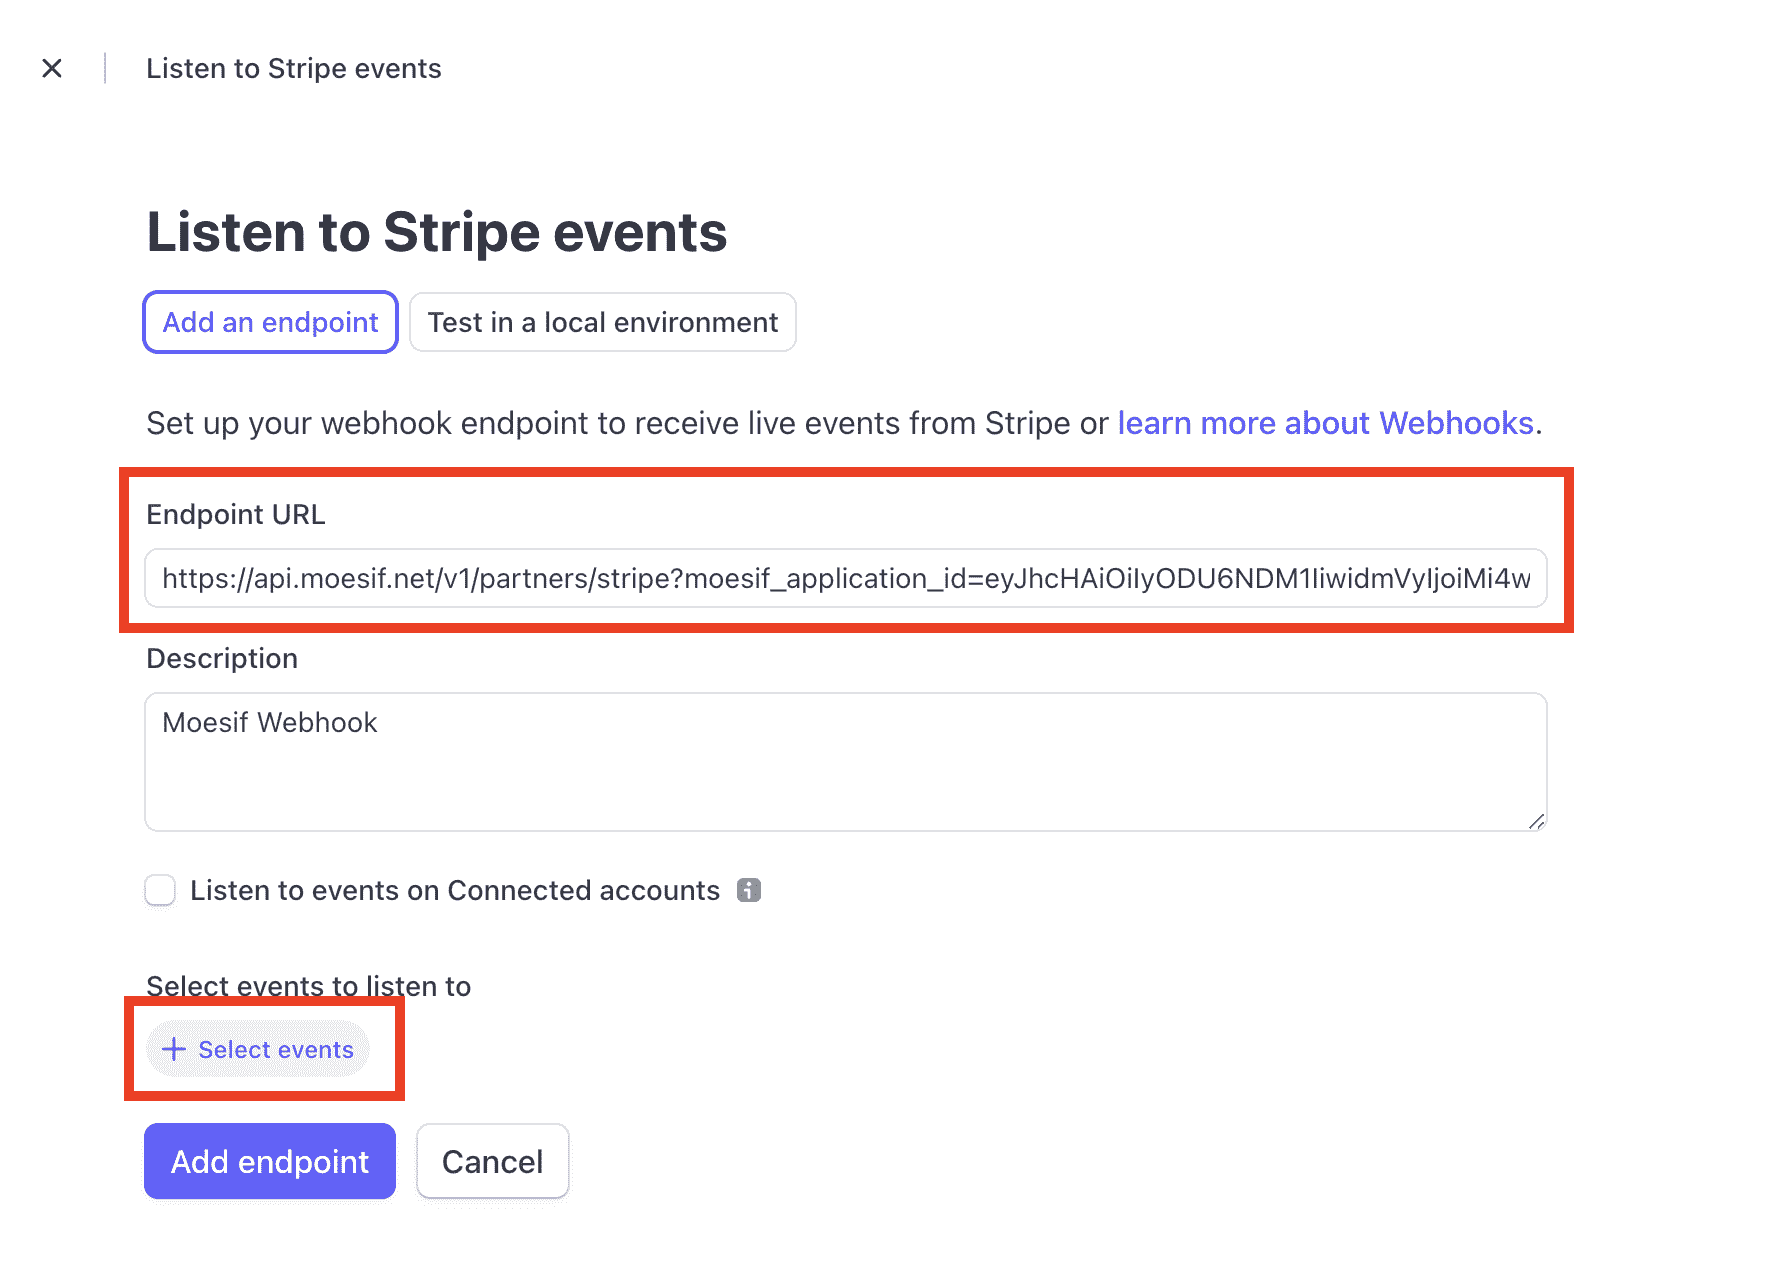 Listen to Stripe events
Listen to Stripe events
Add an endpoint
Test in a local environment
Set up your webhook endpoint to receive live events from Stripe or learn more about Webhooks.
Endpoint URL
https://api.moesif.net/v1/partners/stripe?moesif_application_id=eyJhcHAiOiIyODU6NDM1IiwidmVyIjoiMi4w
Description
Moesif Webhook
Listen to events on Connected accounts
Select events to listen to
+ Select events
Add endpoint
Cancel